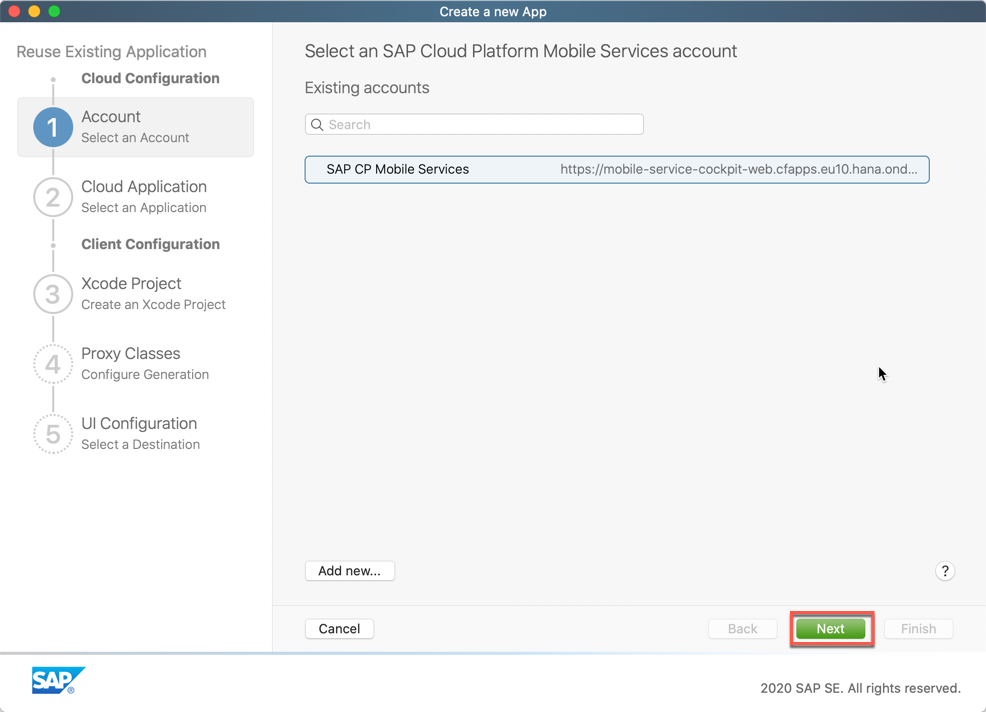 Create a new App
Reuse Existing Application
Cloud Configuration
1
Account
Select an Account
2
Cloud Application
Select an Application
Client Configuration
3
Xcode Project
Create an Xcode Project
4
Proxy Classes
Configure Generation
5
UI Configuration
Select a Destination
Select an SAP Cloud Platform Mobile Services account
Existing accounts
Search
SAP CP Mobile Services https://mobile-service-cockpit-web.cfapps.eu10.hana.ond...
Add new...
?
Cancel Back Next Finish
SAP®
2020 SAP SE. All rights reserved.